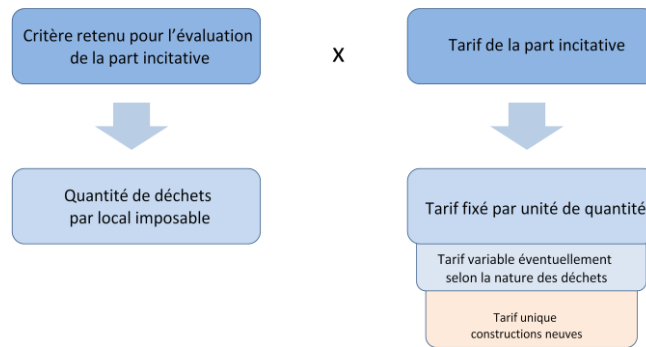 Critère retenu pour l'évaluation
de la part incitative
x
Tarif de la part incitative
Quantité de déchets
par local imposable
Tarif fixé par unité de quantité
Tarif variable éventuellement
selon la nature des déchets
Tarif unique
constructions neuves